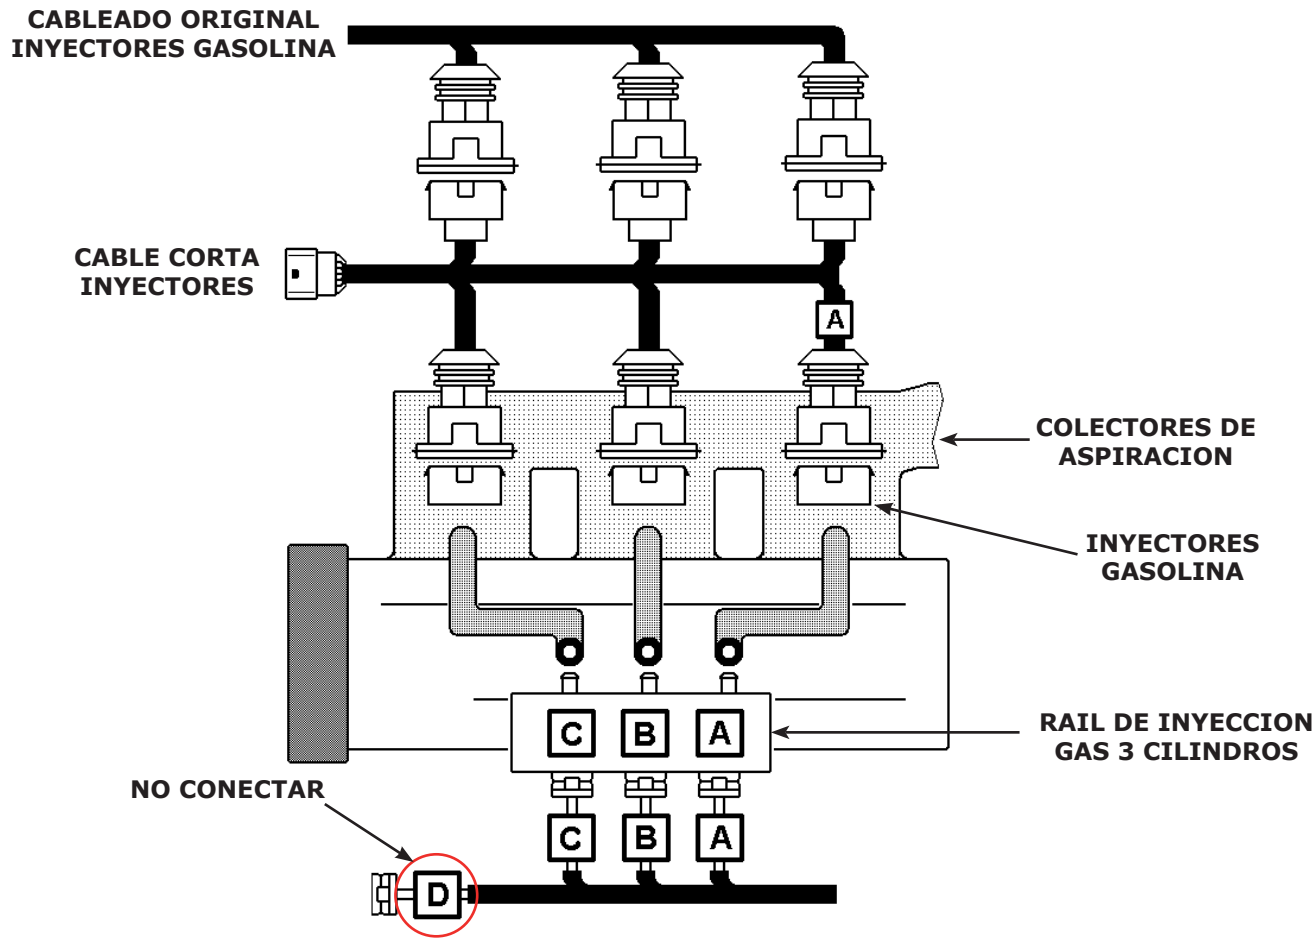 CABLEADO ORIGINAL
INYECTORES GASOLINA
CABLE CORTA
INYECTORES
A
COLECTORES DE
ASPIRACION
INYECTORES
GASOLINA
C B A
RAIL DE INYECCION
GAS 3 CILINDROS
NO CONECTAR
C B A
D